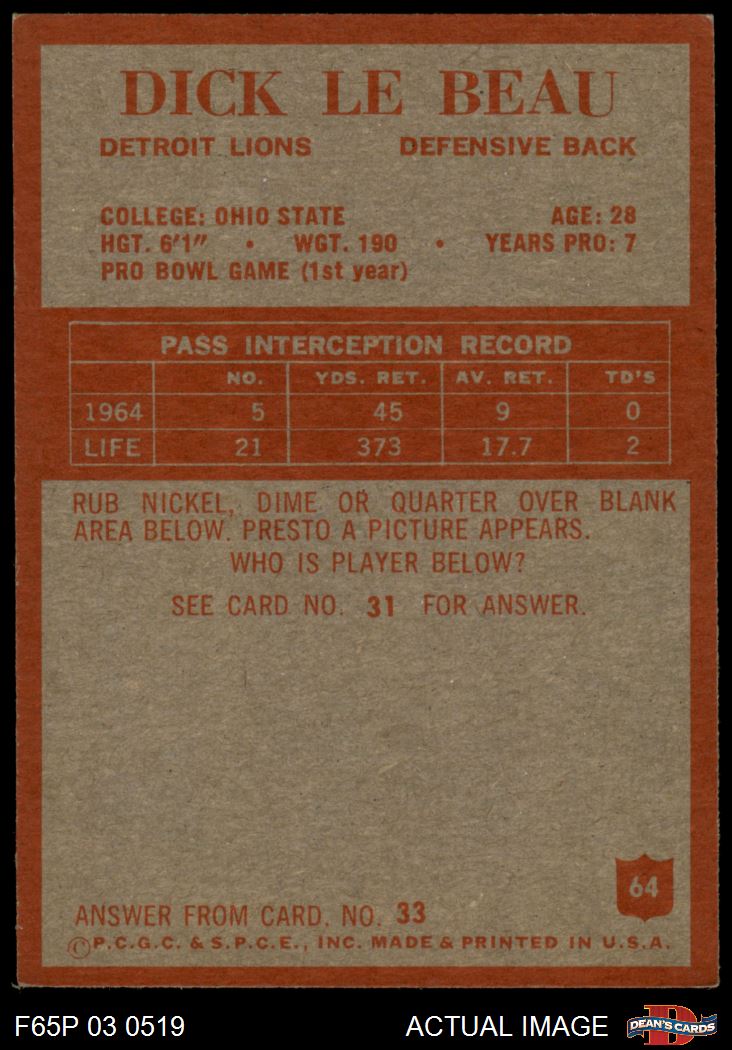 DICK LE BEAU
DETROIT LIONS DEFENSIVE BACK
COLLEGE: OHIO STATE AGE: 28
HGT. 6'1" • WGT. 190 • YEARS PRO: 7
PRO BOWL GAME (1st year)
PASS INTERCEPTION RECORD
NO. YDS. RET. AV. RET. TD'S
1964 5 45 9 0
LIFE 21 373 17.7 2
RUB NICKEL, DIME OR QUARTER OVER BLANK
AREA BELOW. PRESTO A PICTURE APPEARS.
WHO IS PLAYER BELOW?
SEE CARD NO. 31 FOR ANSWER.
64
ANSWER FROM CARD. NO. 33
©P.C.G.C. & S.P.C.E., INC. MADE & PRINTED IN U.S.A.
F65P 03 0519 ACTUAL IMAGE DEAN'S CARDS